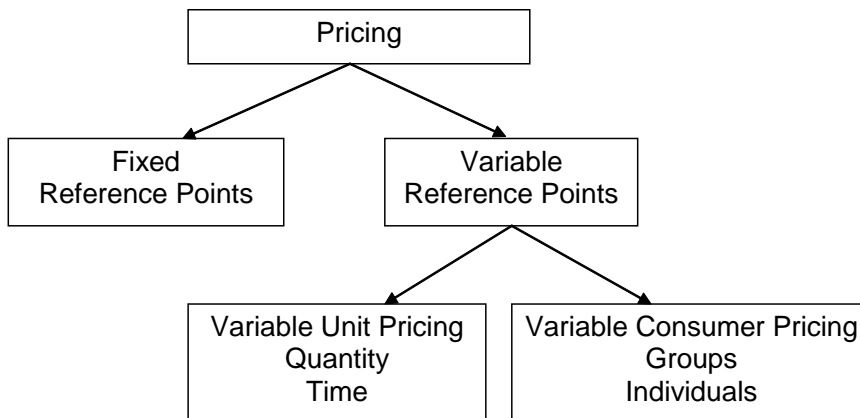 Pricing
Fixed
Reference Points
Variable
Reference Points
Variable Unit Pricing
Quantity
Time
Variable Consumer Pricing
Groups
Individuals